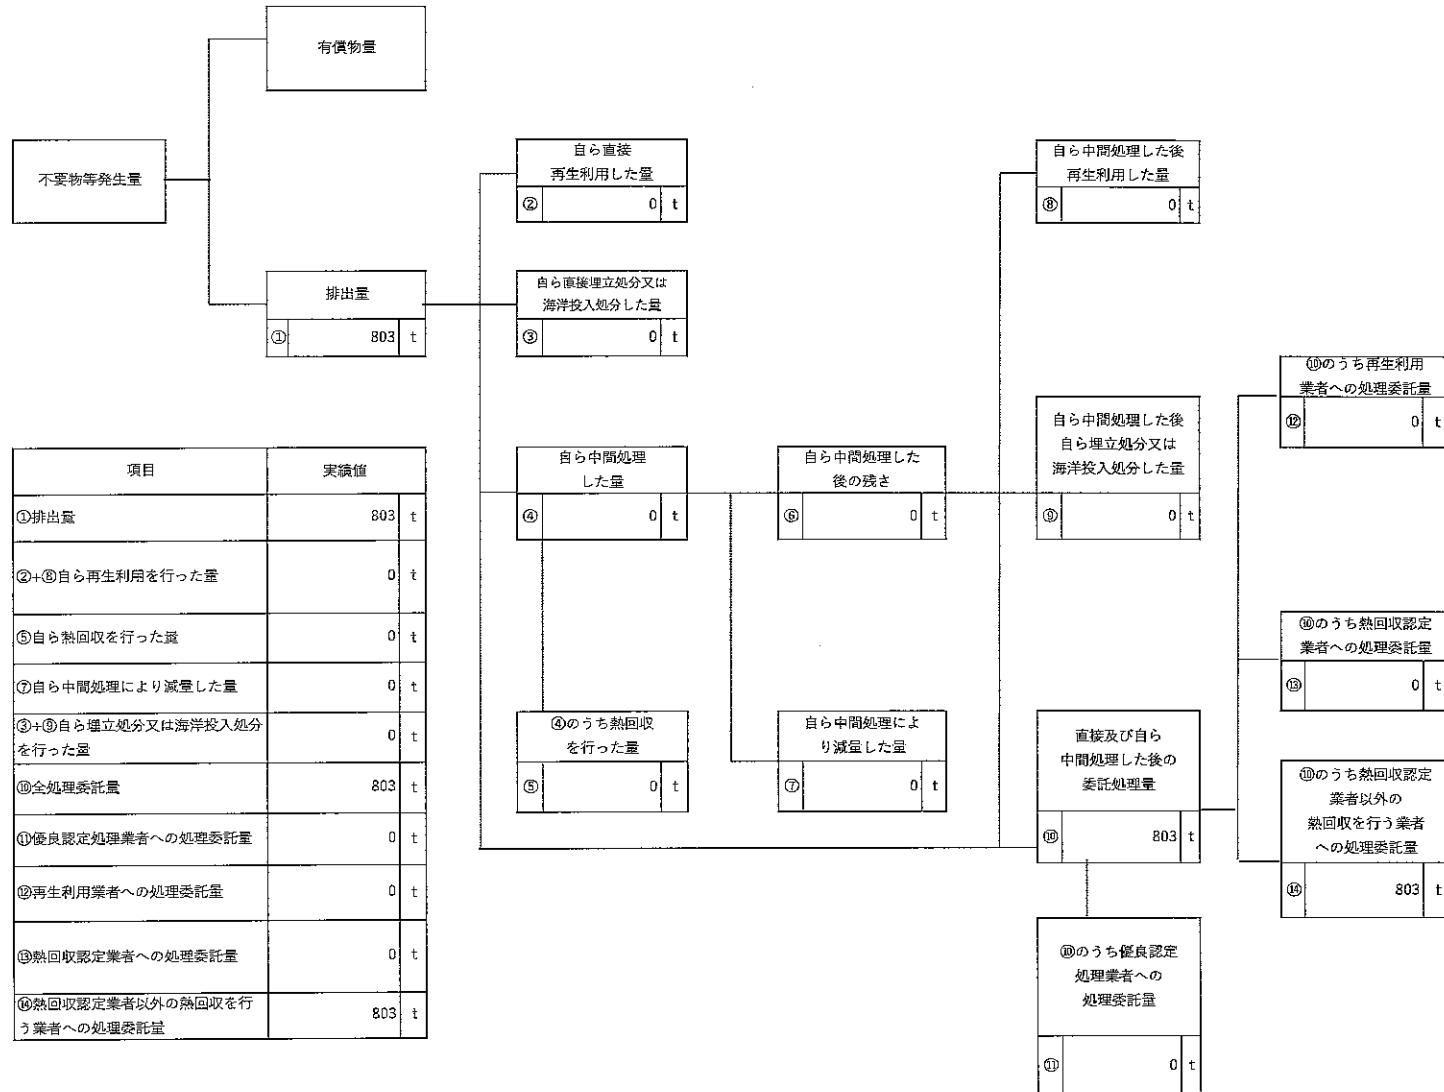 有償物量
不要物等発生量
排出量
① 803 t
自ら直接
再生利用した量
② 0 t
自ら直接埋立処分又は
海洋投入処分した量
③ 0 t
自ら中間処理
した量
④ 0 t
④のうち熱回収
を行った量
⑤ 0 t
自ら中間処理した
後の残さ
⑥ 0 t
自ら中間処理によ
り減量した量
⑦ 0 t
自ら中間処理した後
再生利用した量
⑧ 0 t
自ら中間処理した後
自ら埋立処分又は
海洋投入処分した量
⑨ 0 t
直接及び自ら
中間処理した後の
委託処理量
⑩ 803 t
⑩のうち優良認定
処理業者への
処理委託量
⑪ 0 t
⑩のうち再生利用
業者への処理委託量
⑫ 0 t
⑩のうち熱回収認定
業者への処理委託量
⑬ 0 t
⑩のうち熱回収認定
業者以外の
熱回収を行う業者
への処理委託量
⑭ 803 t
項目 実績値
①排出量 803 t
②+⑧自ら再生利用を行った量 0 t
⑤自ら熱回収を行った量 0 t
⑦自ら中間処理により減量した量 0 t
③+⑨自ら埋立処分又は海洋投入処分
を行った量 0 t
⑩全処理委託量 803 t
⑪優良認定処理業者への処理委託量 0 t
⑫再生利用業者への処理委託量 0 t
⑬熱回収認定業者への処理委託量 0 t
⑭熱回収認定業者以外の熱回収を行
う業者への処理委託量 803 t